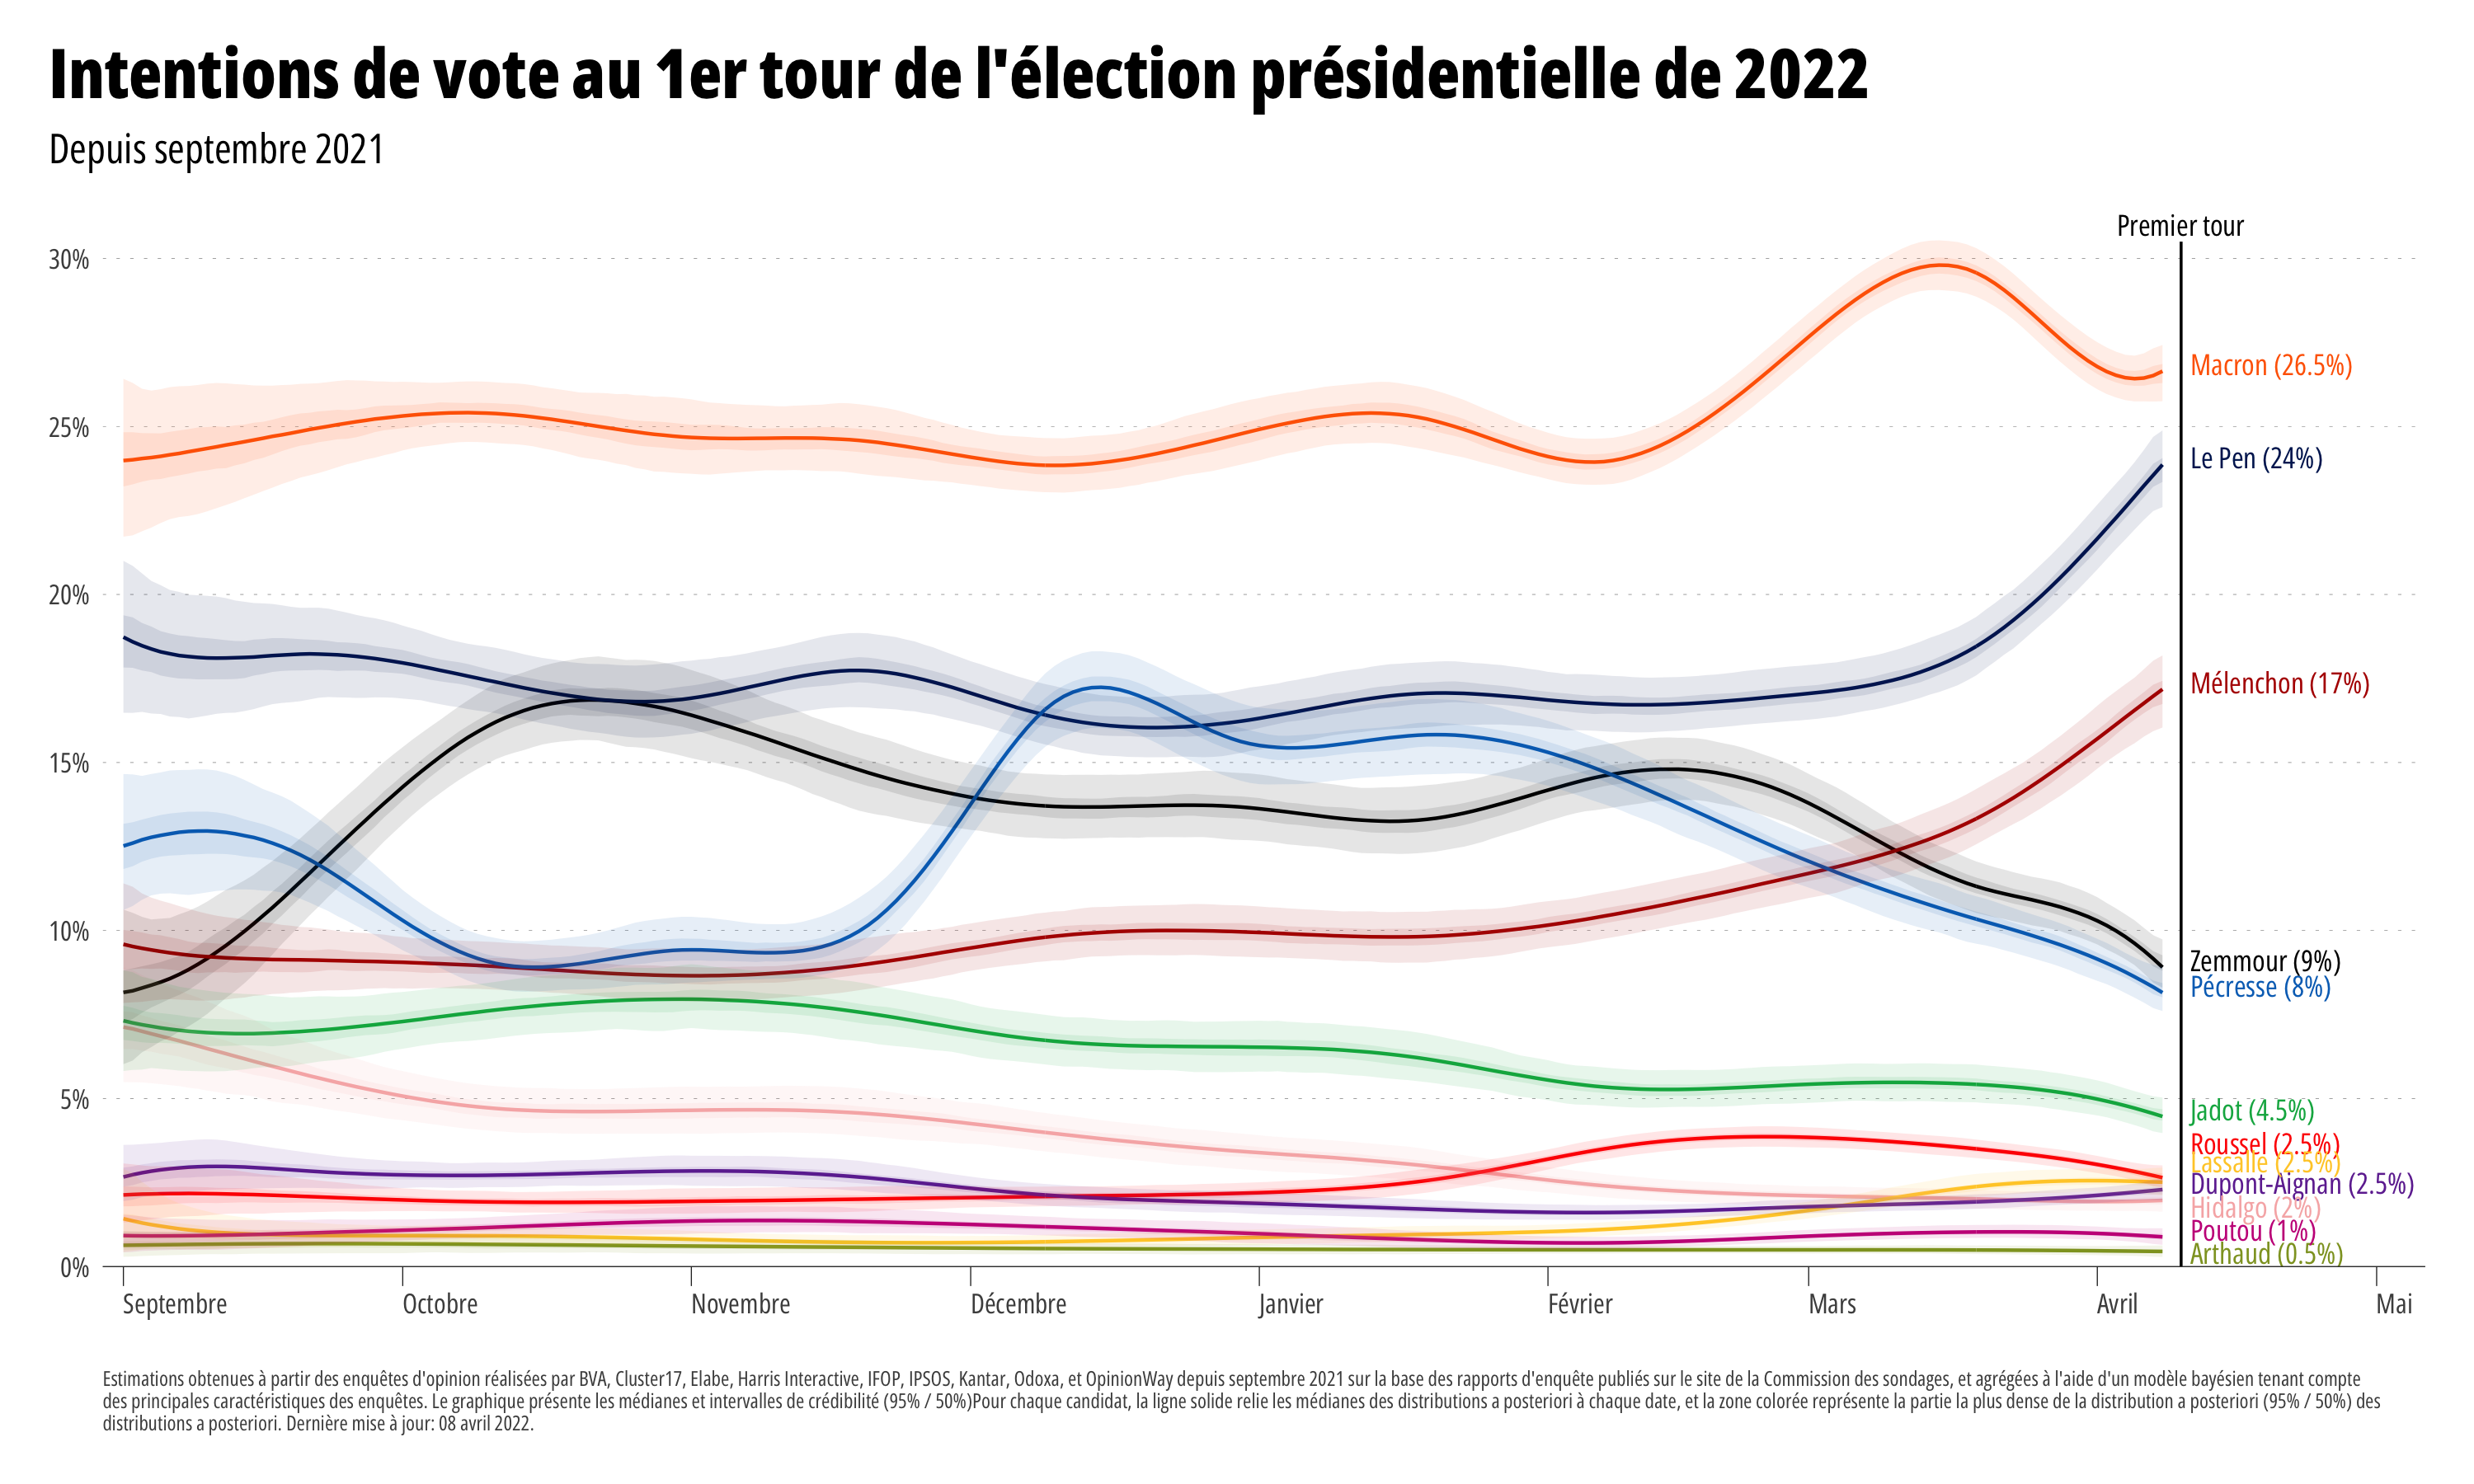 Intentions de vote au 1er tour de l'élection présidentielle de 2022
Depuis septembre 2021
Premier tour
30%
25%
20%
15%
10%
5%
0%
Macron (26.5%)
Le Pen (24%)
Mélenchon (17%)
Zemmour (9%)
Pécresse (8%)
Jadot (4.5%)
Roussel (2.5%)
Lassalle (2.5%)
Dupont-Aignan (2.5%)
Hidalgo (2%)
Poutou (1%)
Arthaud (0.5%)
Septembre
Octobre
Novembre
Décembre
Janvier
Février
Mars
Avril
Mai
Estimations obtenues à partir des enquêtes d'opinion réalisées par BVA, Cluster17, Elabe, Harris Interactive, IFOP, IPSOS, Kantar, Odoxa, et OpinionWay depuis septembre 2021 sur la base des rapports d'enquête publiés sur le site de la Commission des sondages, et agrégées à l'aide d'un modèle bayésien tenant compte
des principales caractéristiques des enquêtes. Le graphique présente les médianes et intervalles de crédibilité (95% / 50%)Pour chaque candidat, la ligne solide relie les médianes des distributions a posteriori à chaque date, et la zone colorée représente la partie la plus dense de la distribution a posteriori (95% / 50%) des
distributions a posteriori. Dernière mise à jour: 08 avril 2022.